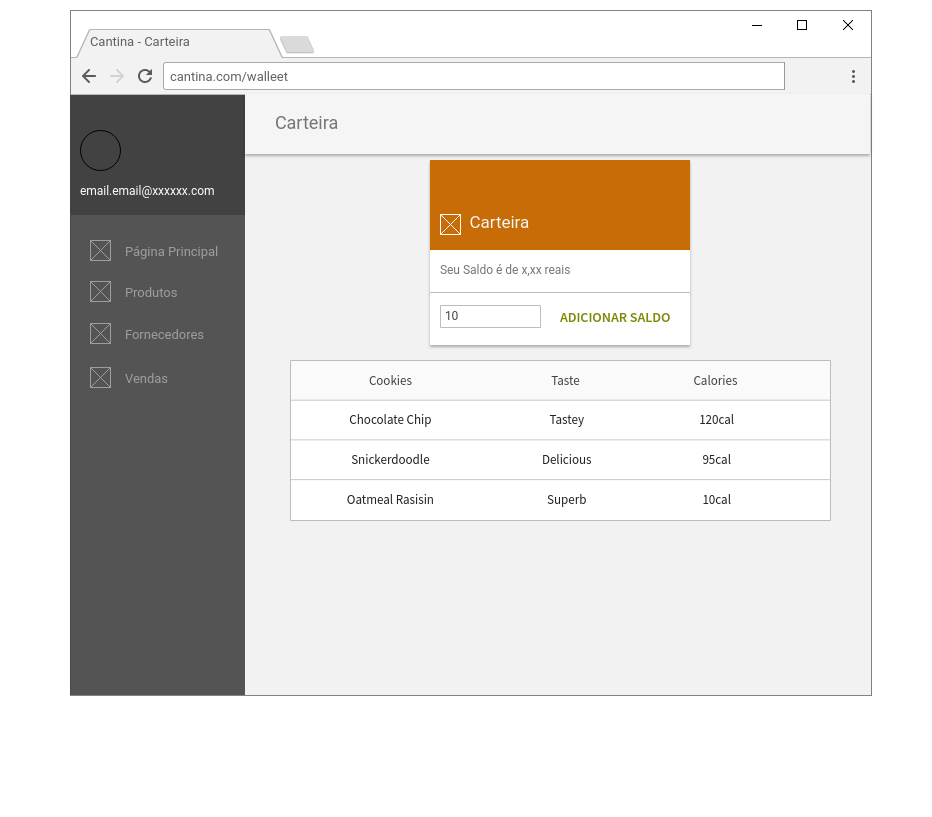 Cantina - Carteira
cantina.com/walleet
Carteira
email.email@xxxxxx.com
Página Principal
Produtos
Fornecedores
Vendas
Carteira
Seu Saldo é de x,xx reais
10 ADICIONAR SALDO
Cookies Taste Calories
Chocolate Chip Tastey 120cal
Snickerdoodle Delicious 95cal
Oatmeal Rasisin Superb 10cal